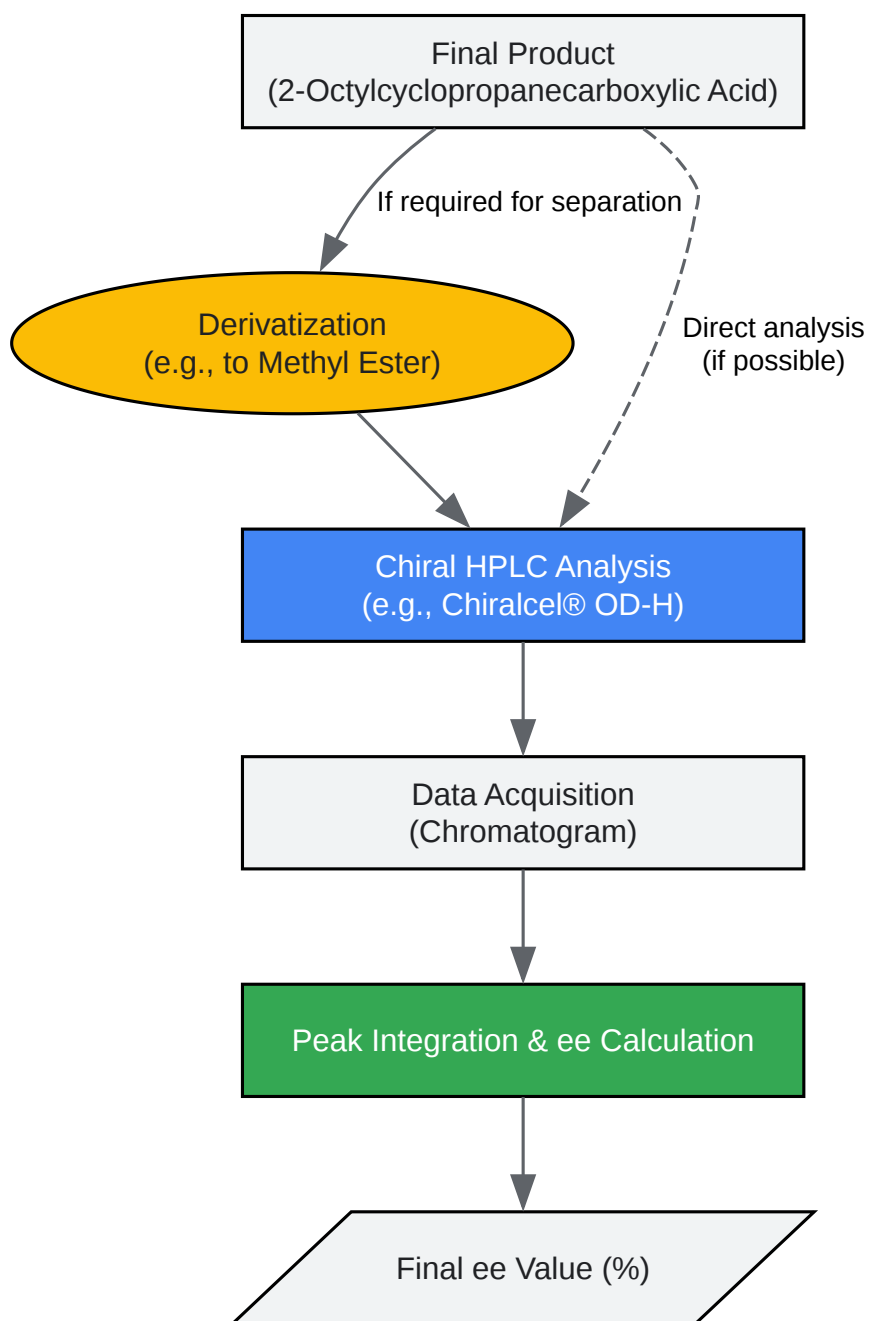 Final Product
(2-Octylcyclopropanecarboxylic Acid)
If required for separation
Derivatization
(e.g., to Methyl Ester)
Direct analysis
(if possible)
Chiral HPLC Analysis
(e.g., Chiralcel® OD-H)
Data Acquisition
(Chromatogram)
Peak Integration & ee Calculation
Final ee Value (%)